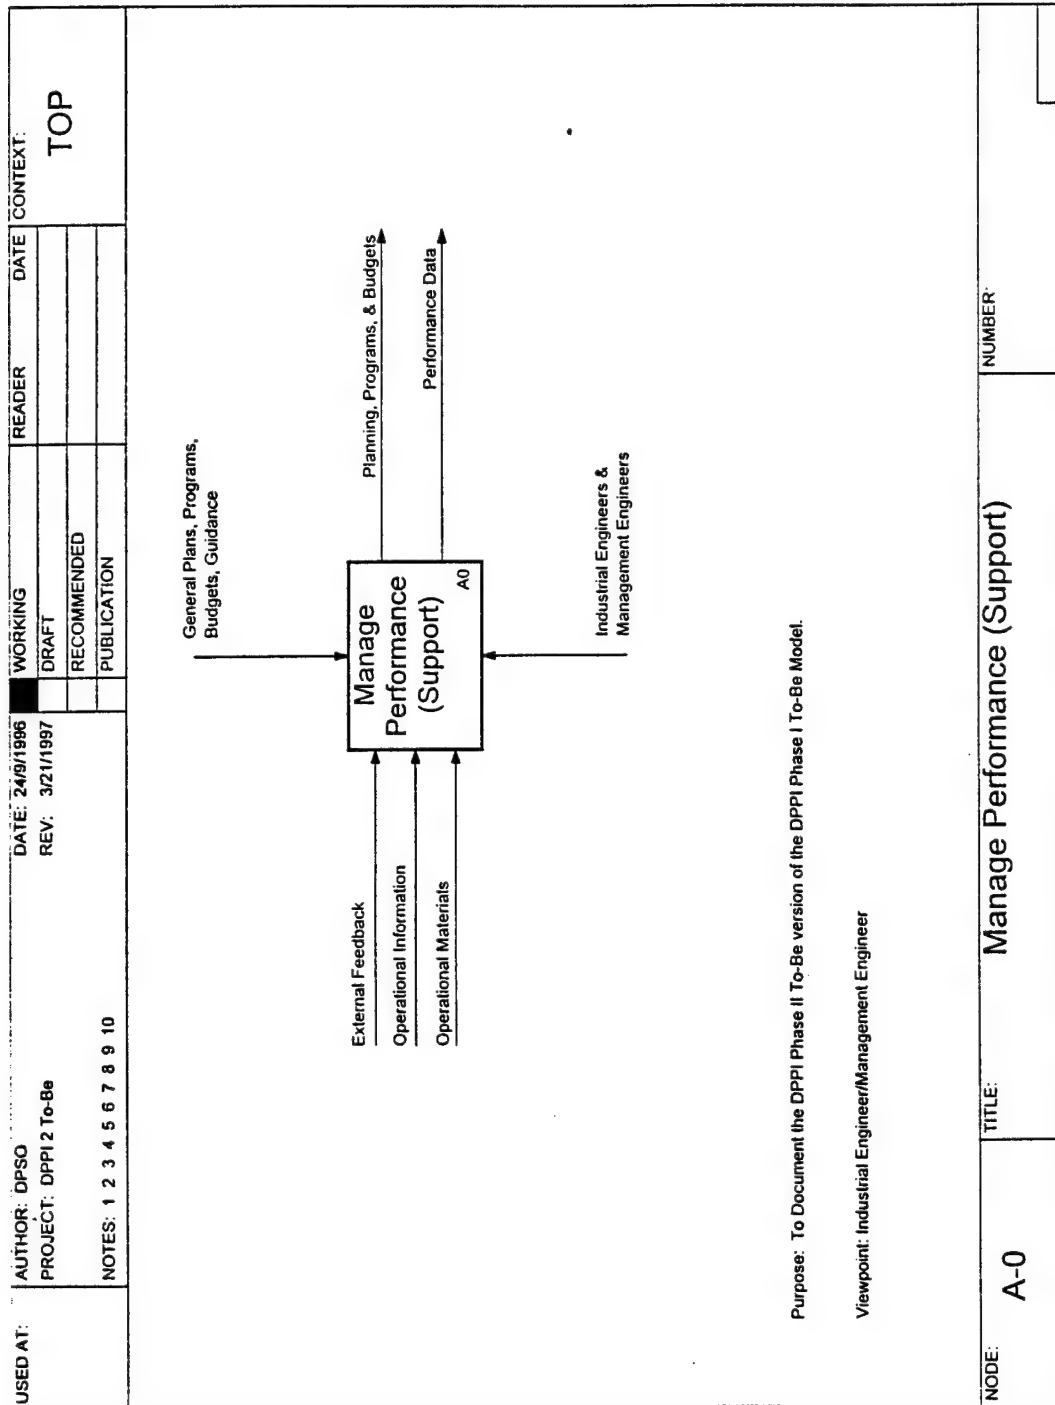 USED AT:
AUTHOR: DPSO
DATE: 24/9/1996
WORKING
READER
DATE
CONTEXT:
PROJECT: DPPI 2 To-Be
REV: 3/21/1997
DRAFT
TOP
RECOMMENDED
NOTES: 1 2 3 4 5 6 7 8 9 10
PUBLICATION
General Plans, Programs,
Budgets, Guidance
External Feedback
Operational Information
Operational Materials
Manage
Performance
(Support)
A0
Planning, Programs, & Budgets
Performance Data
Industrial Engineers &
Management Engineers
Purpose: To Document the DPPI Phase II To-Be version of the DPPI Phase I To-Be Model.
Viewpoint: Industrial Engineer/Management Engineer
NODE:
A-0
TITLE:
Manage Performance (Support)
NUMBER: